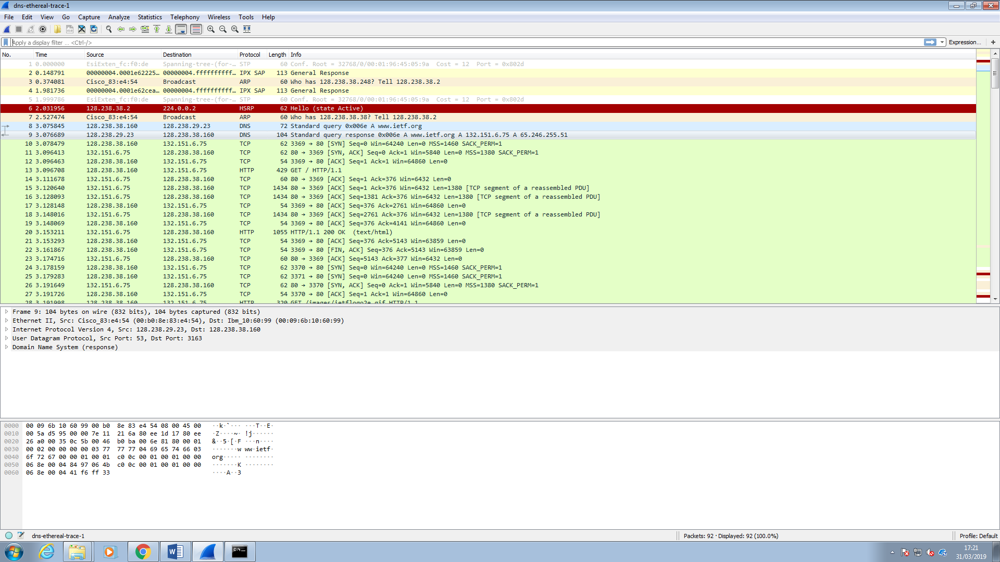 dns-ethereal-trace-1
File Edit View Go Capture Analyze Statistics Telephony Wireless Tools Help
Apply a display filter ... <Ctrl-/>
Expression... +
No. Time Source Destination Protocol Length Info
1 0.000000 EsiExten_fc:f0:de Spanning-tree-(for-… STP 60 Conf. Root = 32768/0/00:01:96:45:05:9a Cost = 12 Port = 0x802d
2 0.148791 00000004.0001e62225… 00000004.ffffffffff… IPX SAP 113 General Response
3 0.374081 Cisco_83:e4:54 Broadcast ARP 60 Who has 128.238.38.248? Tell 128.238.38.2
4 1.981736 00000004.0001e62cea… 00000004.ffffffffff… IPX SAP 113 General Response
5 1.999786 EsiExten_fc:f0:de Spanning-tree-(for-… STP 60 Conf. Root = 32768/0/00:01:96:45:05:9a Cost = 12 Port = 0x802d
6 2.031956 128.238.38.2 224.0.0.2 HSRP 62 Hello (state Active)
7 2.527474 Cisco_83:e4:54 Broadcast ARP 60 Who has 128.238.38.38? Tell 128.238.38.2
8 3.075845 128.238.38.160 128.238.29.23 DNS 72 Standard query 0x006e A www.ietf.org
9 3.076689 128.238.29.23 128.238.38.160 DNS 104 Standard query response 0x006e A www.ietf.org A 132.151.6.75 A 65.246.255.51
10 3.078479 128.238.38.160 132.151.6.75 TCP 62 3369 → 80 [SYN] Seq=0 Win=64240 Len=0 MSS=1460 SACK_PERM=1
11 3.096413 132.151.6.75 128.238.38.160 TCP 62 80 → 3369 [SYN, ACK] Seq=0 Ack=1 Win=5840 Len=0 MSS=1380 SACK_PERM=1
12 3.096463 128.238.38.160 132.151.6.75 TCP 54 3369 → 80 [ACK] Seq=1 Ack=1 Win=64860 Len=0
13 3.096708 128.238.38.160 132.151.6.75 HTTP 429 GET / HTTP/1.1
14 3.111678 132.151.6.75 128.238.38.160 TCP 60 80 → 3369 [ACK] Seq=1 Ack=376 Win=6432 Len=0
15 3.120640 132.151.6.75 128.238.38.160 TCP 1434 80 → 3369 [ACK] Seq=1 Ack=376 Win=6432 Len=1380 [TCP segment of a reassembled PDU]
16 3.128093 132.151.6.75 128.238.38.160 TCP 1434 80 → 3369 [ACK] Seq=1381 Ack=376 Win=6432 Len=1380 [TCP segment of a reassembled PDU]
17 3.128148 128.238.38.160 132.151.6.75 TCP 54 3369 → 80 [ACK] Seq=376 Ack=2761 Win=64860 Len=0
18 3.148016 132.151.6.75 128.238.38.160 TCP 1434 80 → 3369 [ACK] Seq=2761 Ack=376 Win=6432 Len=1380 [TCP segment of a reassembled PDU]
19 3.148069 128.238.38.160 132.151.6.75 TCP 54 3369 → 80 [ACK] Seq=376 Ack=4141 Win=64860 Len=0
20 3.153211 132.151.6.75 128.238.38.160 HTTP 1055 HTTP/1.1 200 OK (text/html)
21 3.153293 128.238.38.160 132.151.6.75 TCP 54 3369 → 80 [ACK] Seq=376 Ack=5143 Win=63859 Len=0
22 3.161867 128.238.38.160 132.151.6.75 TCP 54 3369 → 80 [FIN, ACK] Seq=376 Ack=5143 Win=63859 Len=0
23 3.174716 132.151.6.75 128.238.38.160 TCP 60 80 → 3369 [ACK] Seq=5143 Ack=377 Win=6432 Len=0
24 3.178159 128.238.38.160 132.151.6.75 TCP 62 3370 → 80 [SYN] Seq=0 Win=64240 Len=0 MSS=1460 SACK_PERM=1
25 3.179283 128.238.38.160 132.151.6.75 TCP 62 3371 → 80 [SYN] Seq=0 Win=64240 Len=0 MSS=1460 SACK_PERM=1
26 3.191649 132.151.6.75 128.238.38.160 TCP 62 80 → 3370 [SYN, ACK] Seq=0 Ack=1 Win=5840 Len=0 MSS=1380 SACK_PERM=1
27 3.191726 128.238.38.160 132.151.6.75 TCP 54 3370 → 80 [ACK] Seq=1 Ack=1 Win=64860 Len=0
28 3.191998 128.238.38.160 132.151.6.75 HTTP 320 GET /images/ietflogo2e.gif HTTP/1.1
Frame 9: 104 bytes on wire (832 bits), 104 bytes captured (832 bits)
Ethernet II, Src: Cisco_83:e4:54 (00:b0:8e:83:e4:54), Dst: Ibm_10:60:99 (00:09:6b:10:60:99)
Internet Protocol Version 4, Src: 128.238.29.23, Dst: 128.238.38.160
User Datagram Protocol, Src Port: 53, Dst Port: 3163
Domain Name System (response)
0000 00 09 6b 10 60 99 00 b0 8e 83 e4 54 08 00 45 00 ··k·`··· ···T··E·
0010 00 5a d5 95 00 00 7e 11 21 6a 80 ee 1d 17 80 ee ·Z····~· !j······
0020 26 a0 00 35 0c 5b 00 46 b0 ba 00 6e 81 80 00 01 &··5·[·F ···n····
0030 00 02 00 00 00 00 03 77 77 77 04 69 65 74 66 03 ·······w ww·ietf·
0040 6f 72 67 00 00 01 00 01 c0 0c 00 01 00 01 00 00 org····· ········
0050 06 8e 00 04 84 97 06 4b c0 0c 00 01 00 01 00 00 ·······K ········
0060 06 8e 00 04 41 f6 ff 33 ····A··3
dns-ethereal-trace-1
Packets: 92 · Displayed: 92 (100.0%)
Profile: Default
C:\
17:21
31/03/2019